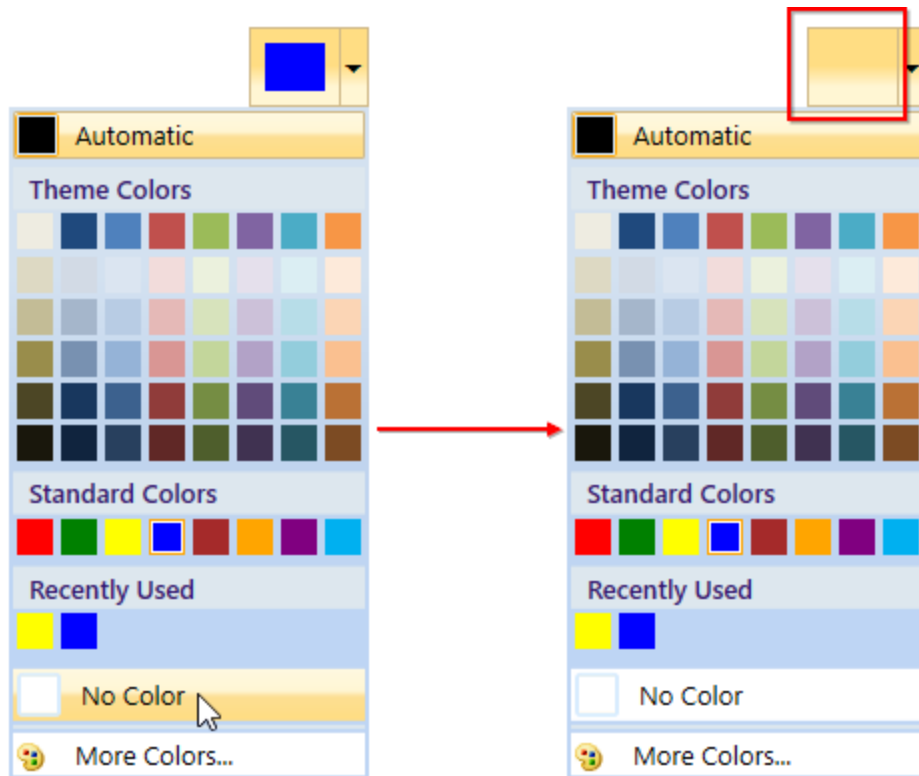 Automatic
Theme Colors
Standard Colors
Recently Used
No Color
More Colors...
Automatic
Theme Colors
Standard Colors
Recently Used
No Color
More Colors...